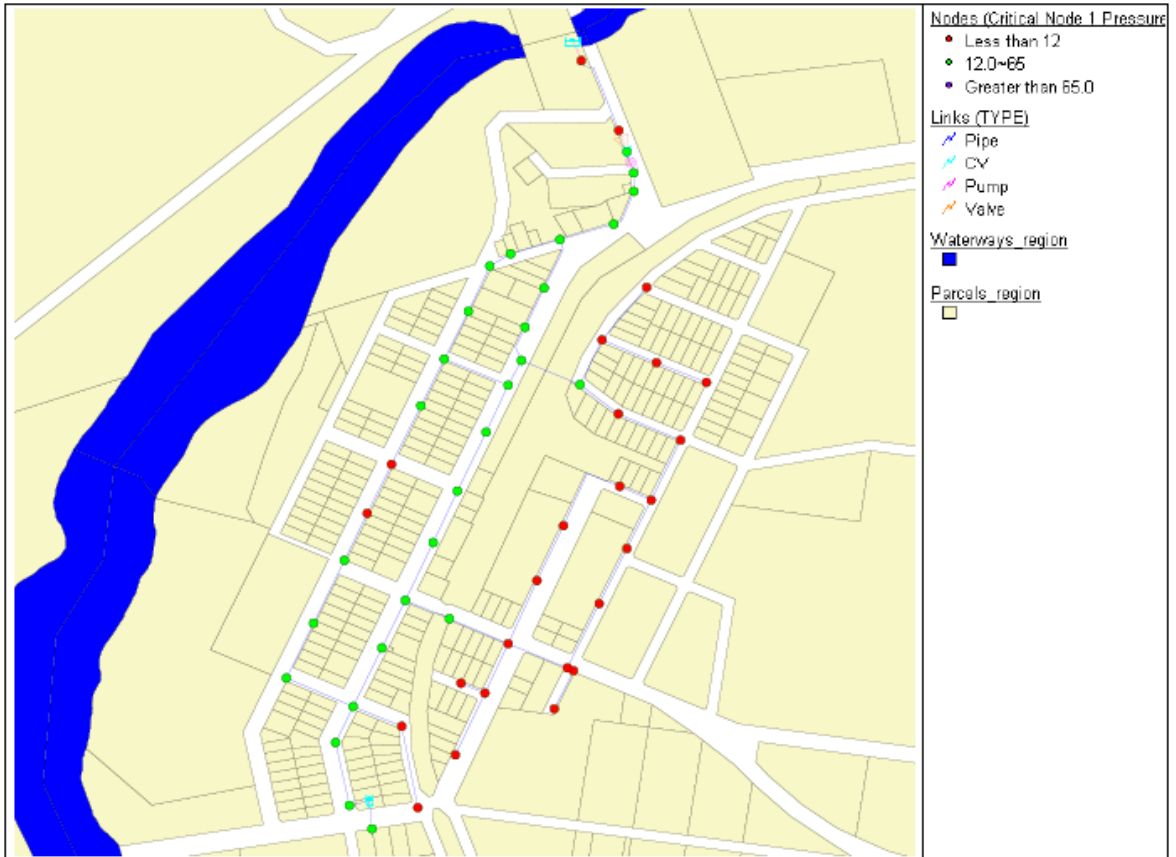 Nodes (Critical Node 1 Pressure
Less than 12
12.0~65
Greater than 65.0
Links (TYPE)
Pipe
CV
Pump
Valve
Waterways_region
Parcels_region